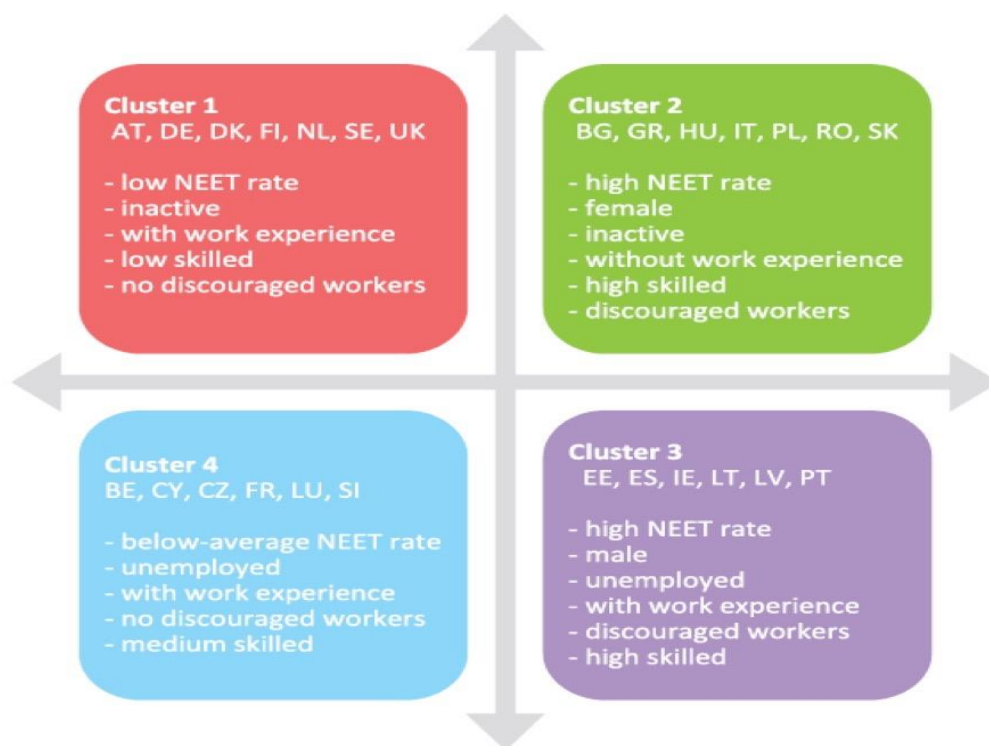 Cluster 1
AT, DE, DK, FI, NL, SE, UK
- low NEET rate
- inactive
- with work experience
- low skilled
- no discouraged workers
Cluster 2
BG, GR, HU, IT, PL, RO, SK
- high NEET rate
- female
- inactive
- without work experience
- high skilled
- discouraged workers
Cluster 4
BE, CY, CZ, FR, LU, SI
- below-average NEET rate
- unemployed
- with work experience
- no discouraged workers
- medium skilled
Cluster 3
EE, ES, IE, LT, LV, PT
- high NEET rate
- male
- unemployed
- with work experience
- discouraged workers
- high skilled